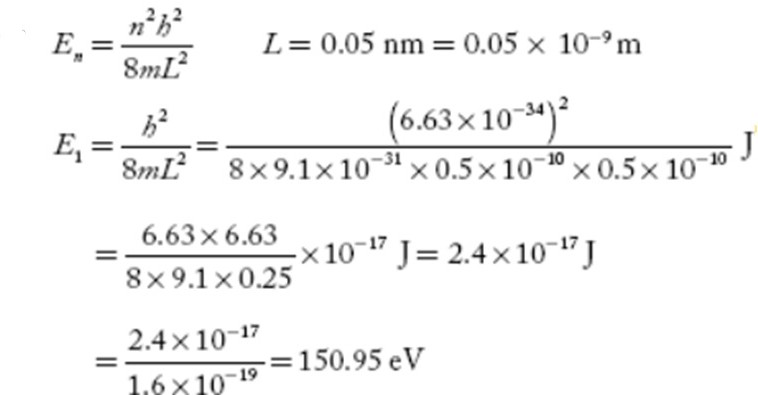 Eₙ = n²h² / 8mL² L = 0.05 nm = 0.05 × 10⁻⁹ m
E₁ = h² / 8mL² = (6.63 × 10⁻³⁴)² / 8 × 9.1 × 10⁻³¹ × 0.5 × 10⁻¹⁰ × 0.5 × 10⁻¹⁰ J
= 6.63 × 6.63 / 8 × 9.1 × 0.25 × 10⁻¹⁷ J = 2.4 × 10⁻¹⁷ J
= 2.4 × 10⁻¹⁷ / 1.6 × 10⁻¹⁹ = 150.95 eV